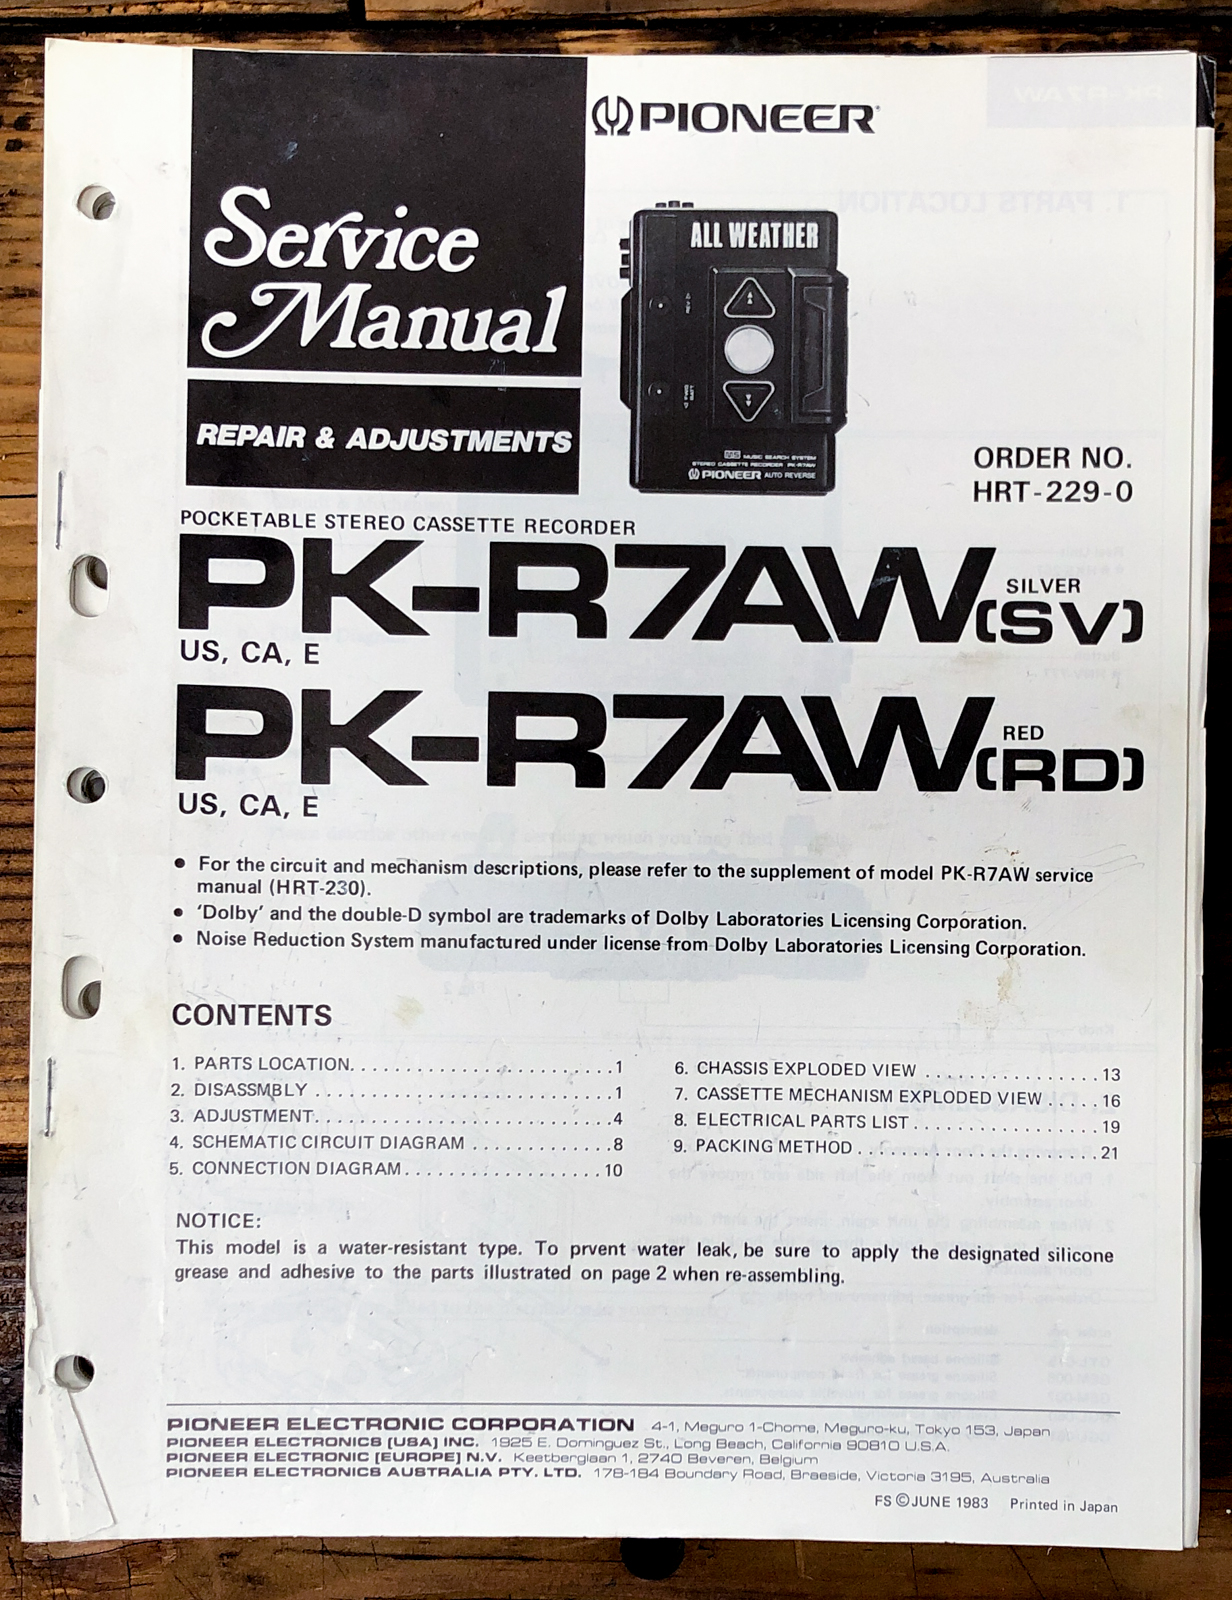 PIONEER
Service
Manual
REPAIR & ADJUSTMENTS
ALL WEATHER
MUSIC SEARCH SYSTEM
STEREO CASSETTE RECORDER PK-R7AW
PIONEER AUTO REVERSE
ORDER NO.
HRT-229-0
POCKETABLE STEREO CASSETTE RECORDER
PK-R7AW(SV) SILVER
US, CA, E
PK-R7AW(RD) RED
US, CA, E
● For the circuit and mechanism descriptions, please refer to the supplement of model PK-R7AW service
manual (HRT-230).
● 'Dolby' and the double-D symbol are trademarks of Dolby Laboratories Licensing Corporation.
● Noise Reduction System manufactured under license from Dolby Laboratories Licensing Corporation.
CONTENTS
1. PARTS LOCATION. . . . . . . . . . . . . . . . . . . . . . . .1
2. DISASSMBLY . . . . . . . . . . . . . . . . . . . . . . . . . . .1
3. ADJUSTMENT. . . . . . . . . . . . . . . . . . . . . . . . . . .4
4. SCHEMATIC CIRCUIT DIAGRAM . . . . . . . . . . . . .8
5. CONNECTION DIAGRAM. . . . . . . . . . . . . . . . . .10
6. CHASSIS EXPLODED VIEW . . . . . . . . . . . . . . . .13
7. CASSETTE MECHANISM EXPLODED VIEW . . . . .16
8. ELECTRICAL PARTS LIST . . . . . . . . . . . . . . . . .19
9. PACKING METHOD . . . . . . . . . . . . . . . . . . . . . .21
NOTICE:
This model is a water-resistant type. To prvent water leak, be sure to apply the designated silicone
grease and adhesive to the parts illustrated on page 2 when re-assembling.
PIONEER ELECTRONIC CORPORATION 4-1, Meguro 1-Chome, Meguro-ku, Tokyo 153, Japan
PIONEER ELECTRONICS (USA) INC. 1925 E. Dominguez St., Long Beach, California 90810 U.S.A.
PIONEER ELECTRONIC [EUROPE] N.V. Keetberglaan 1, 2740 Beveren, Belgium
PIONEER ELECTRONICS AUSTRALIA PTY. LTD. 178-184 Boundary Road, Braeside, Victoria 3195, Australia
FS ©JUNE 1983 Printed in Japan